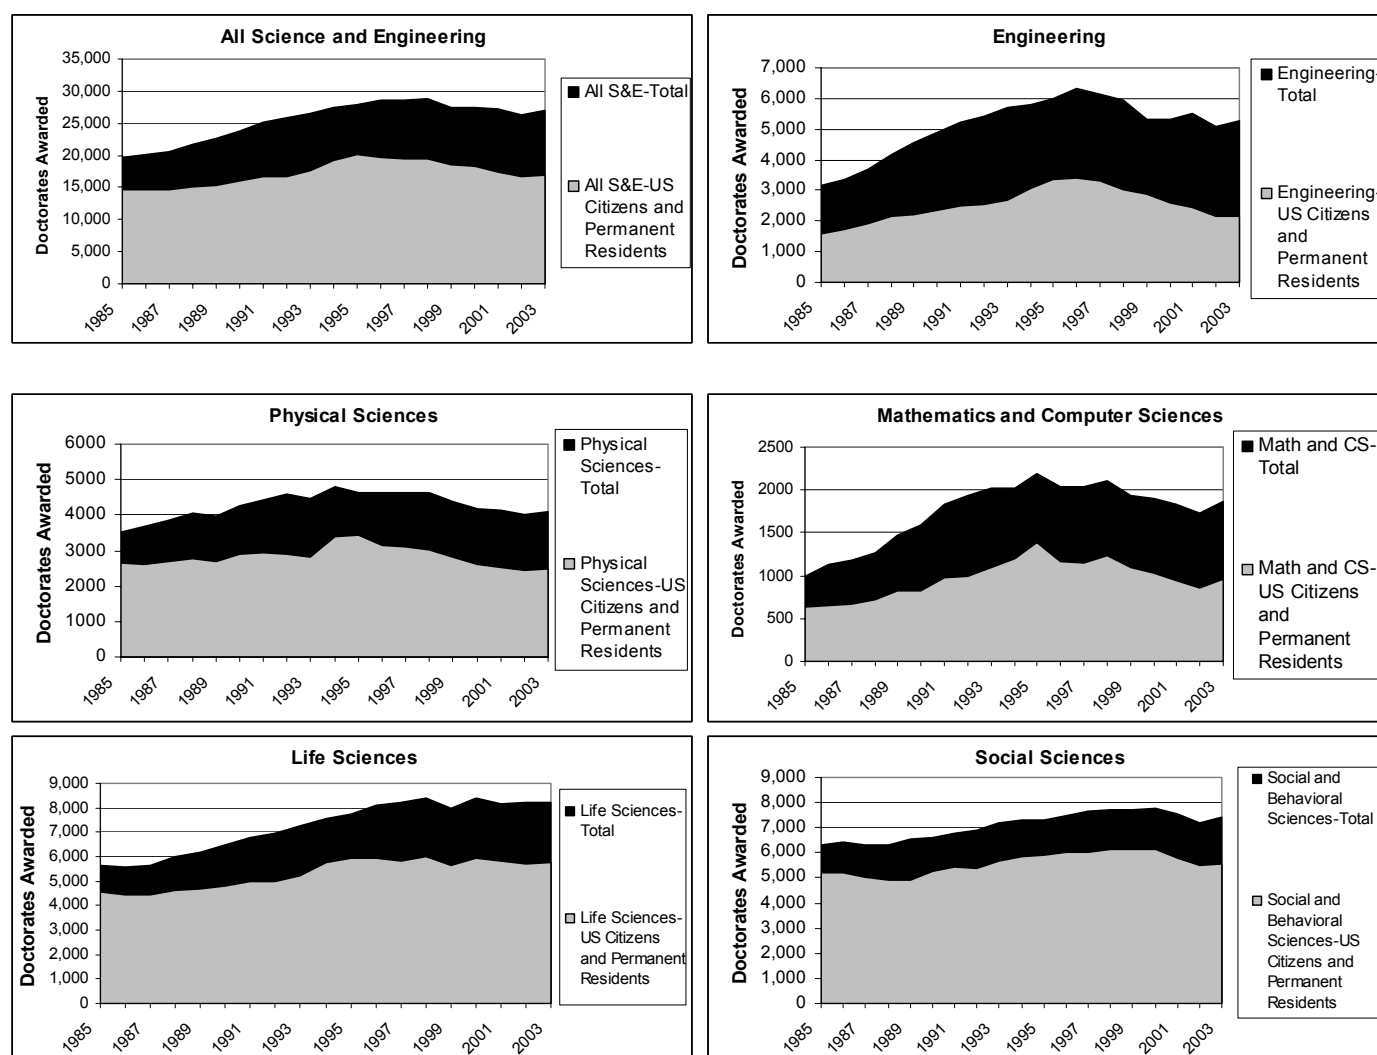 All Science and Engineering
35,000
30,000
25,000
20,000
15,000
10,000
5,000
0
Doctorates Awarded
1985
1987
1989
1991
1993
1995
1997
1999
2001
2003
All S&E-Total
All S&E-US
Citizens and
Permanent
Residents
Engineering
7,000
6,000
5,000
4,000
3,000
2,000
1,000
0
Doctorates Awarded
1985
1987
1989
1991
1993
1995
1997
1999
2001
2003
Engineering-
Total
Engineering-
US Citizens
and
Permanent
Residents
Physical Sciences
6000
5000
4000
3000
2000
1000
0
Doctorates Awarded
1985
1987
1989
1991
1993
1995
1997
1999
2001
2003
Physical
Sciences-
Total
Physical
Sciences-US
Citizens and
Permanent
Residents
Mathematics and Computer Sciences
2500
2000
1500
1000
500
0
Doctorates Awarded
1985
1987
1989
1991
1993
1995
1997
1999
2001
2003
Math and CS-
Total
Math and CS-
US Citizens
and
Permanent
Residents
Life Sciences
9,000
8,000
7,000
6,000
5,000
4,000
3,000
2,000
1,000
0
Doctorates Awarded
1985
1987
1989
1991
1993
1995
1997
1999
2001
2003
Life Sciences-
Total
Life Sciences-
US Citizens
and Permanent
Residents
Social Sciences
9,000
8,000
7,000
6,000
5,000
4,000
3,000
2,000
1,000
0
Doctorates Awarded
1985
1987
1989
1991
1993
1995
1997
1999
2001
2003
Social and
Behavioral
Sciences-Total
Social and
Behavioral
Sciences-US
Citizens and
Permanent
Residents